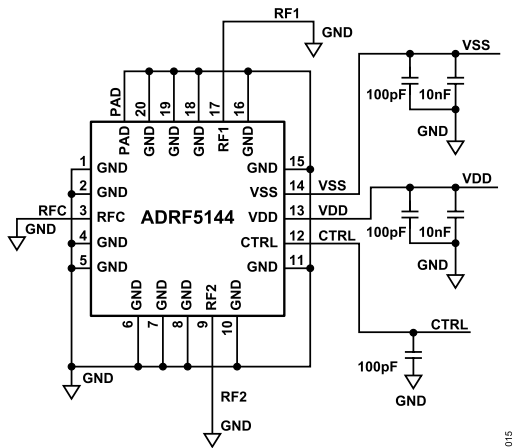 RF1
GND
VSS
100pF 10nF
GND
PAD 20 19 18 17 16
PAD GND GND GND RF1 GND
1 GND GND 15
2 GND VSS 14 VSS
RFC 3 RFC ADRF5144 VDD 13 VDD
GND
4 GND CTRL 12 CTRL
5 GND GND 11
VDD
100pF 10nF
GND
GND GND GND RF2 GND
6 7 8 9 10
CTRL
100pF
GND
GND
RF2
GND
015